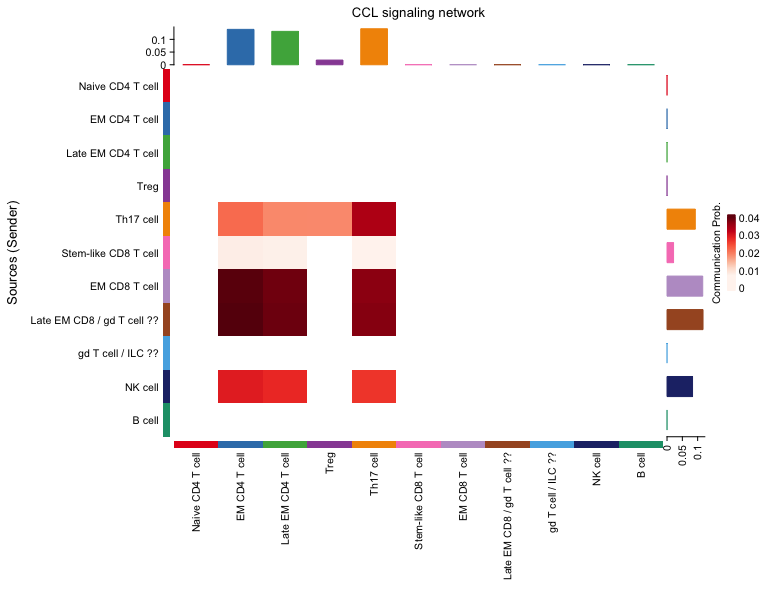 CCL signaling network
0.1
0.05
0
Naive CD4 T cell
EM CD4 T cell
Late EM CD4 T cell
Treg
Th17 cell
Stem-like CD8 T cell
EM CD8 T cell
Late EM CD8 / gd T cell ??
gd T cell / ILC ??
NK cell
B cell
Sources (Sender)
Naive CD4 T cell
EM CD4 T cell
Late EM CD4 T cell
Treg
Th17 cell
Stem-like CD8 T cell
EM CD8 T cell
Late EM CD8 / gd T cell ??
gd T cell / ILC ??
NK cell
B cell
0
0.05
0.1
Communication Prob.
0.04
0.03
0.02
0.01
0